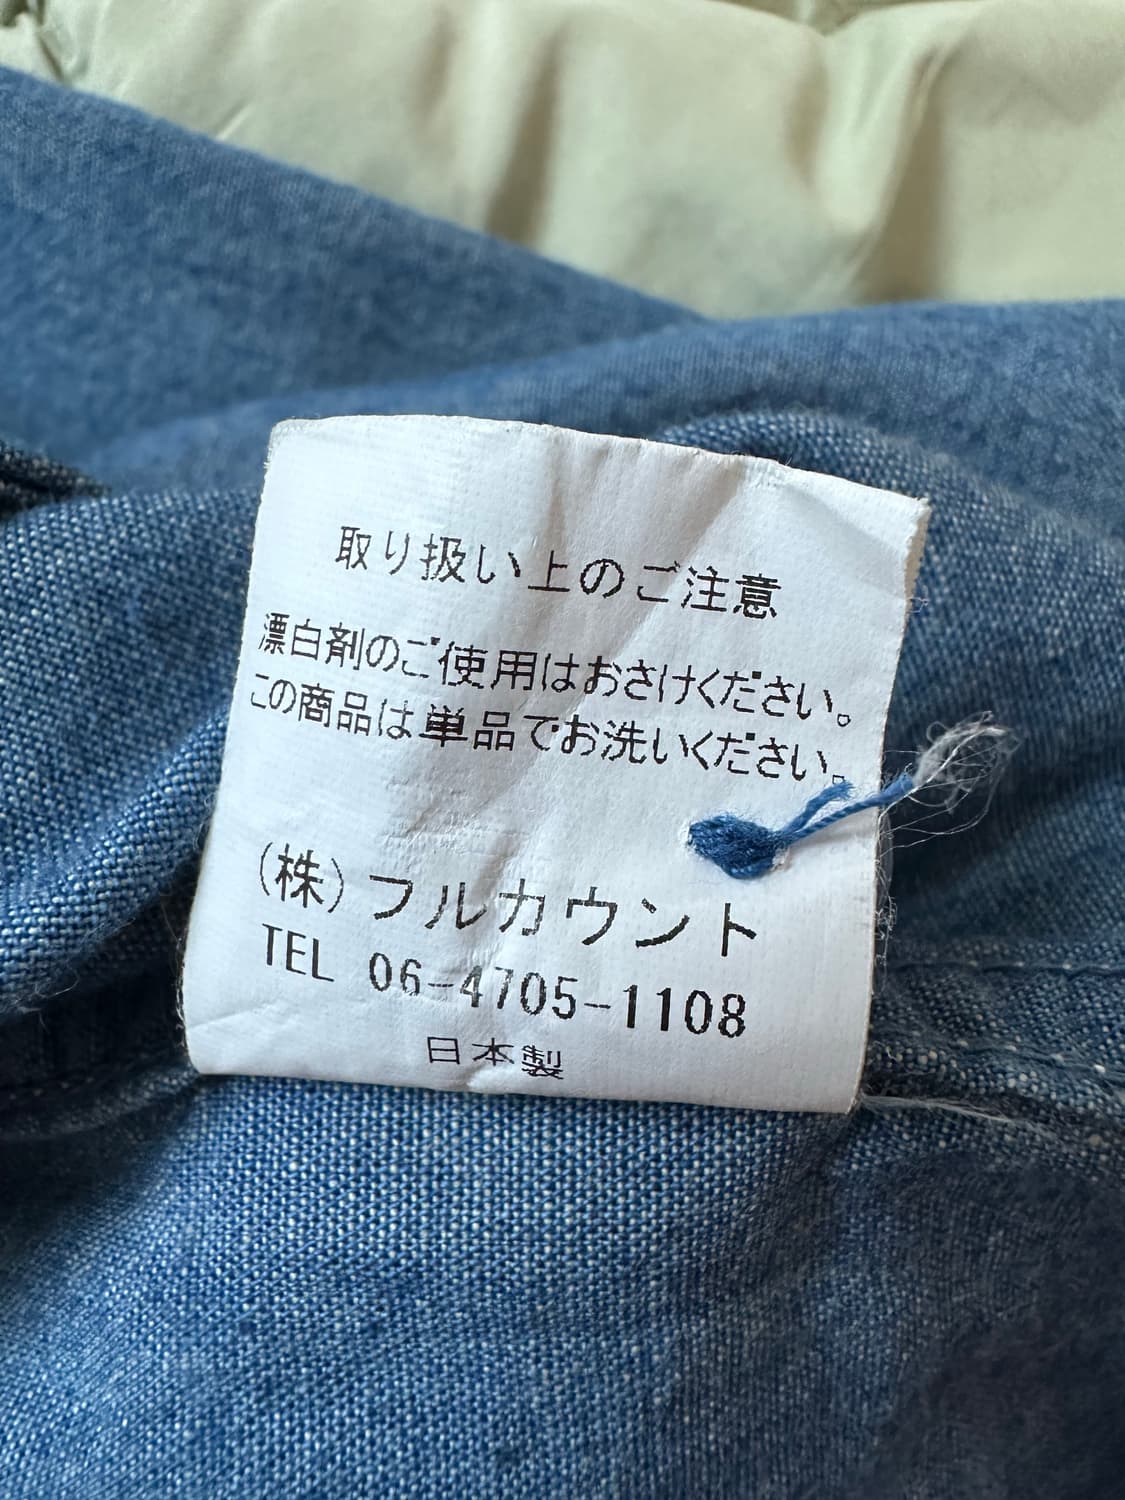 取り扱い上のご注意
漂白剤のご使用はおさけください。
この商品は単品でお洗いください。
(株)フルカウント
TEL 06-4705-1108
日本製